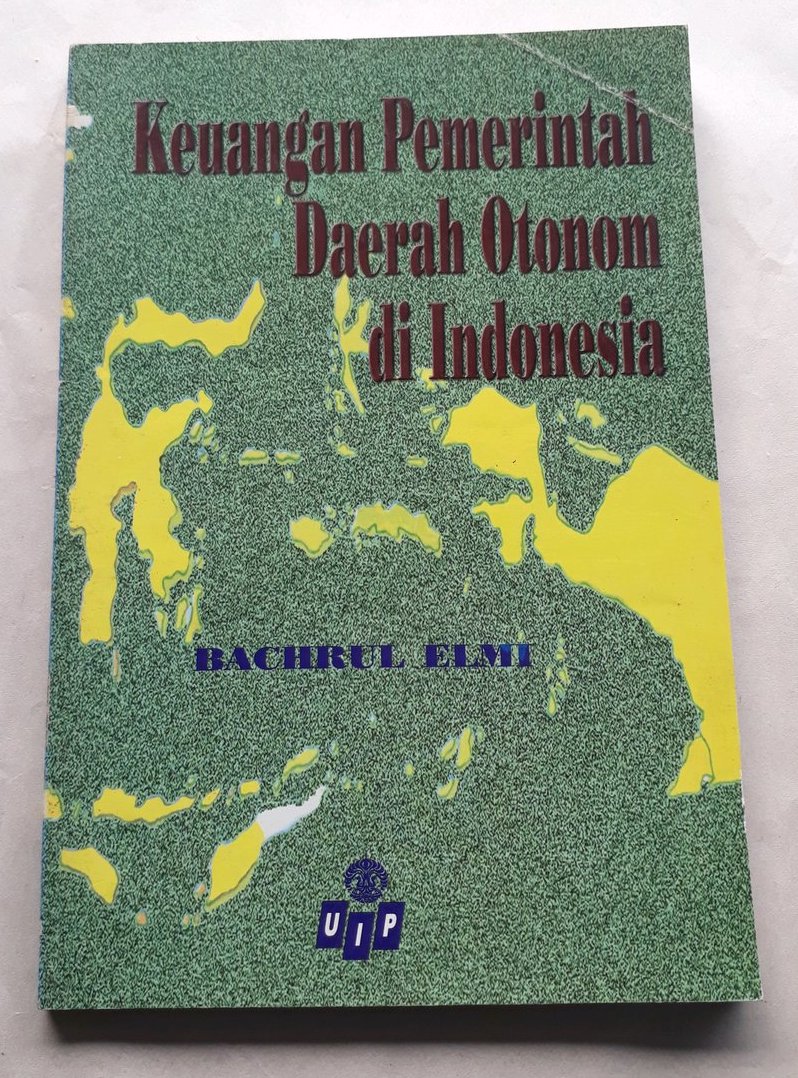 Keuangan Pemerintah
Daerah Otonom
di Indonesia
BACHRUL ELMI
UIP